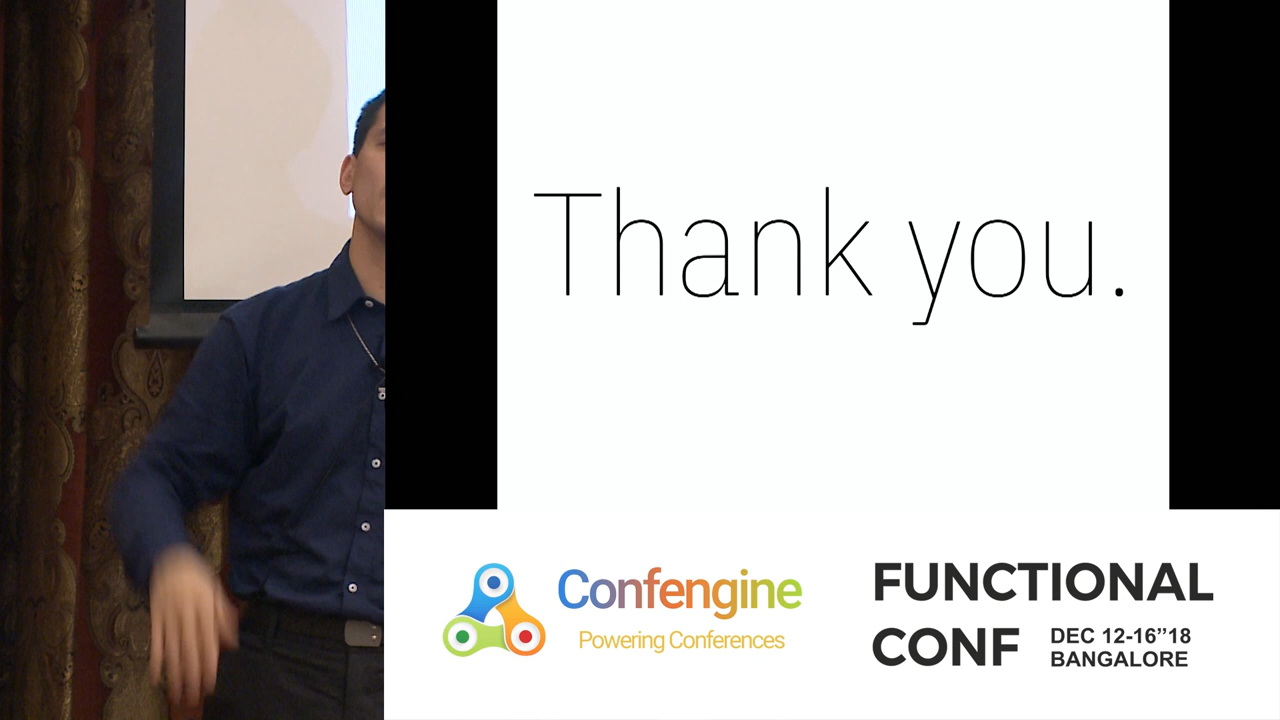 Thank you.
Confengine
Powering Conferences
FUNCTIONAL
CONF
DEC 12-16”18
BANGALORE